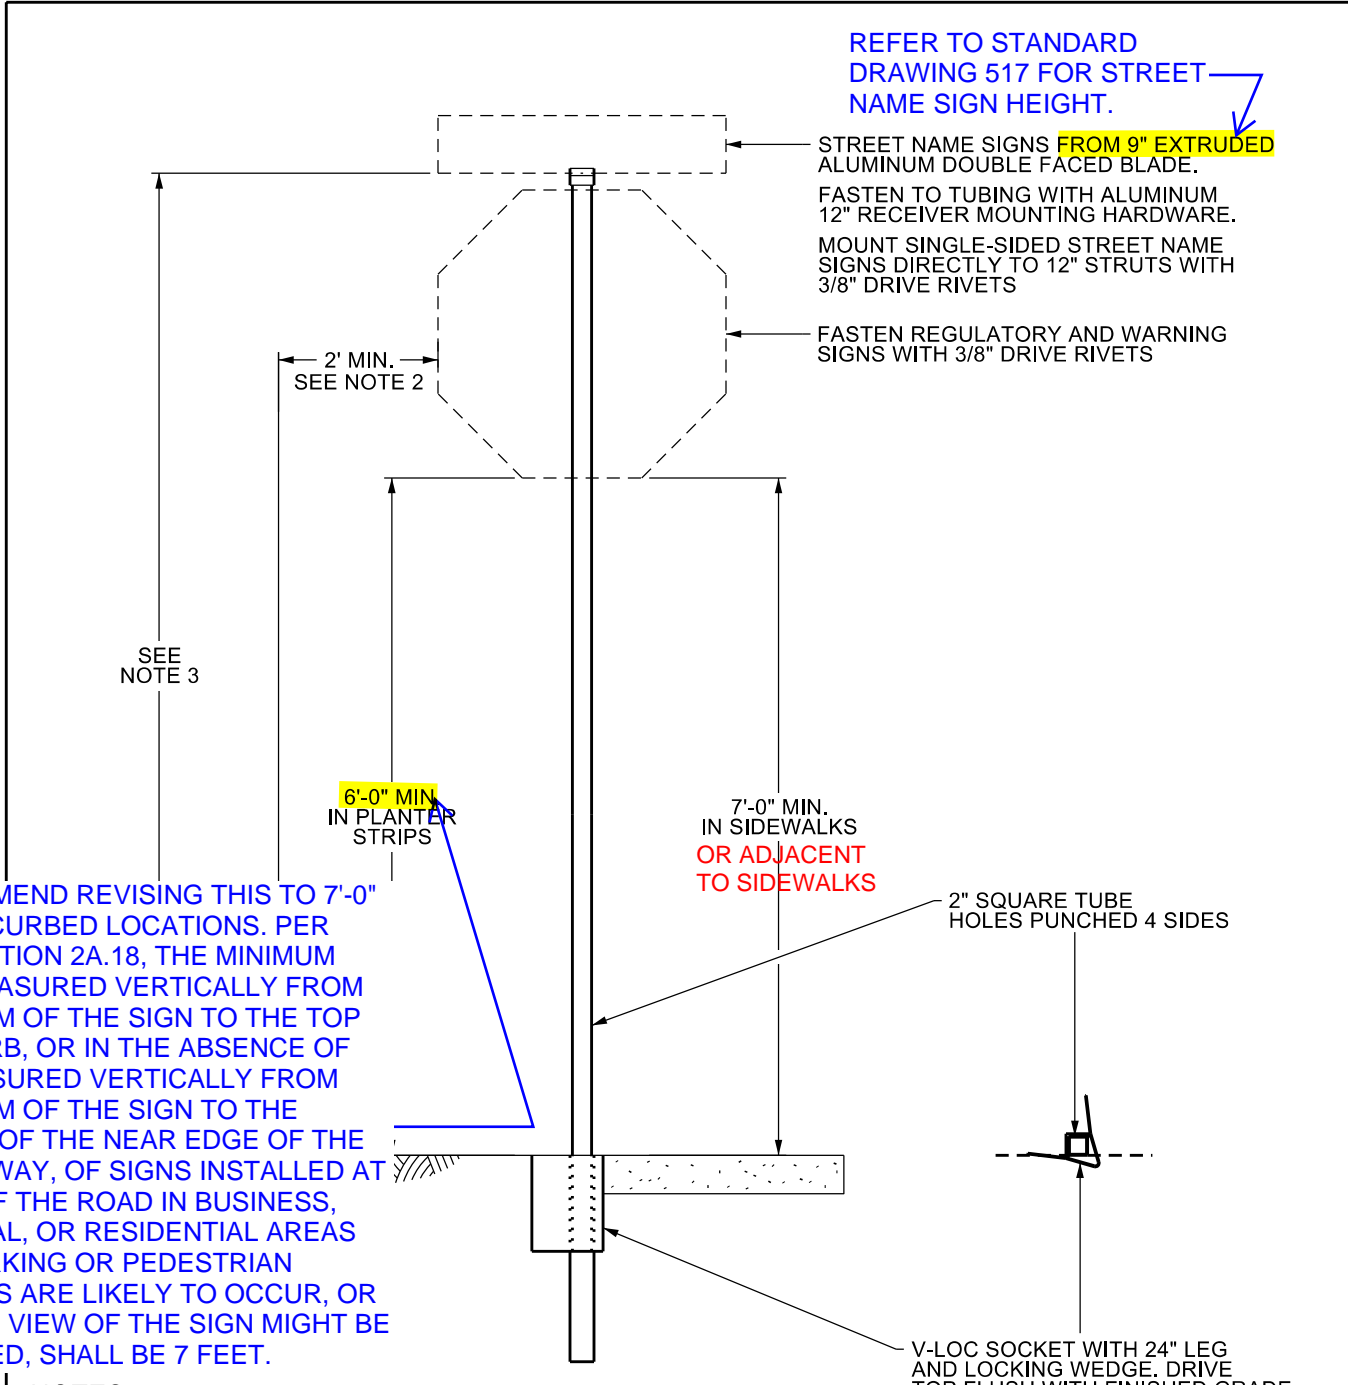 REFER TO STANDARD
DRAWING 517 FOR STREET
NAME SIGN HEIGHT.
STREET NAME SIGNS FROM 9" EXTRUDED
ALUMINUM DOUBLE FACED BLADE.
FASTEN TO TUBING WITH ALUMINUM
12" RECEIVER MOUNTING HARDWARE.
MOUNT SINGLE-SIDED STREET NAME
SIGNS DIRECTLY TO 12" STRUTS WITH
3/8" DRIVE RIVETS
FASTEN REGULATORY AND WARNING
SIGNS WITH 3/8" DRIVE RIVETS
2' MIN.
SEE NOTE 2
SEE
NOTE 3
6'-0" MIN
IN PLANTER
STRIPS
7'-0" MIN.
IN SIDEWALKS
OR ADJACENT
TO SIDEWALKS
2" SQUARE TUBE
HOLES PUNCHED 4 SIDES
MEND REVISING THIS TO 7'-0"
CURBED LOCATIONS. PER
TION 2A.18, THE MINIMUM
ASURED VERTICALLY FROM
M OF THE SIGN TO THE TOP
RB, OR IN THE ABSENCE OF
SURED VERTICALLY FROM
M OF THE SIGN TO THE
OF THE NEAR EDGE OF THE
WAY, OF SIGNS INSTALLED AT
F THE ROAD IN BUSINESS,
AL, OR RESIDENTIAL AREAS
RKING OR PEDESTRIAN
S ARE LIKELY TO OCCUR, OR
VIEW OF THE SIGN MIGHT BE
ED, SHALL BE 7 FEET.
V-LOC SOCKET WITH 24" LEG
AND LOCKING WEDGE. DRIVE
TOP FLUSH WITH FINISHED GRADE